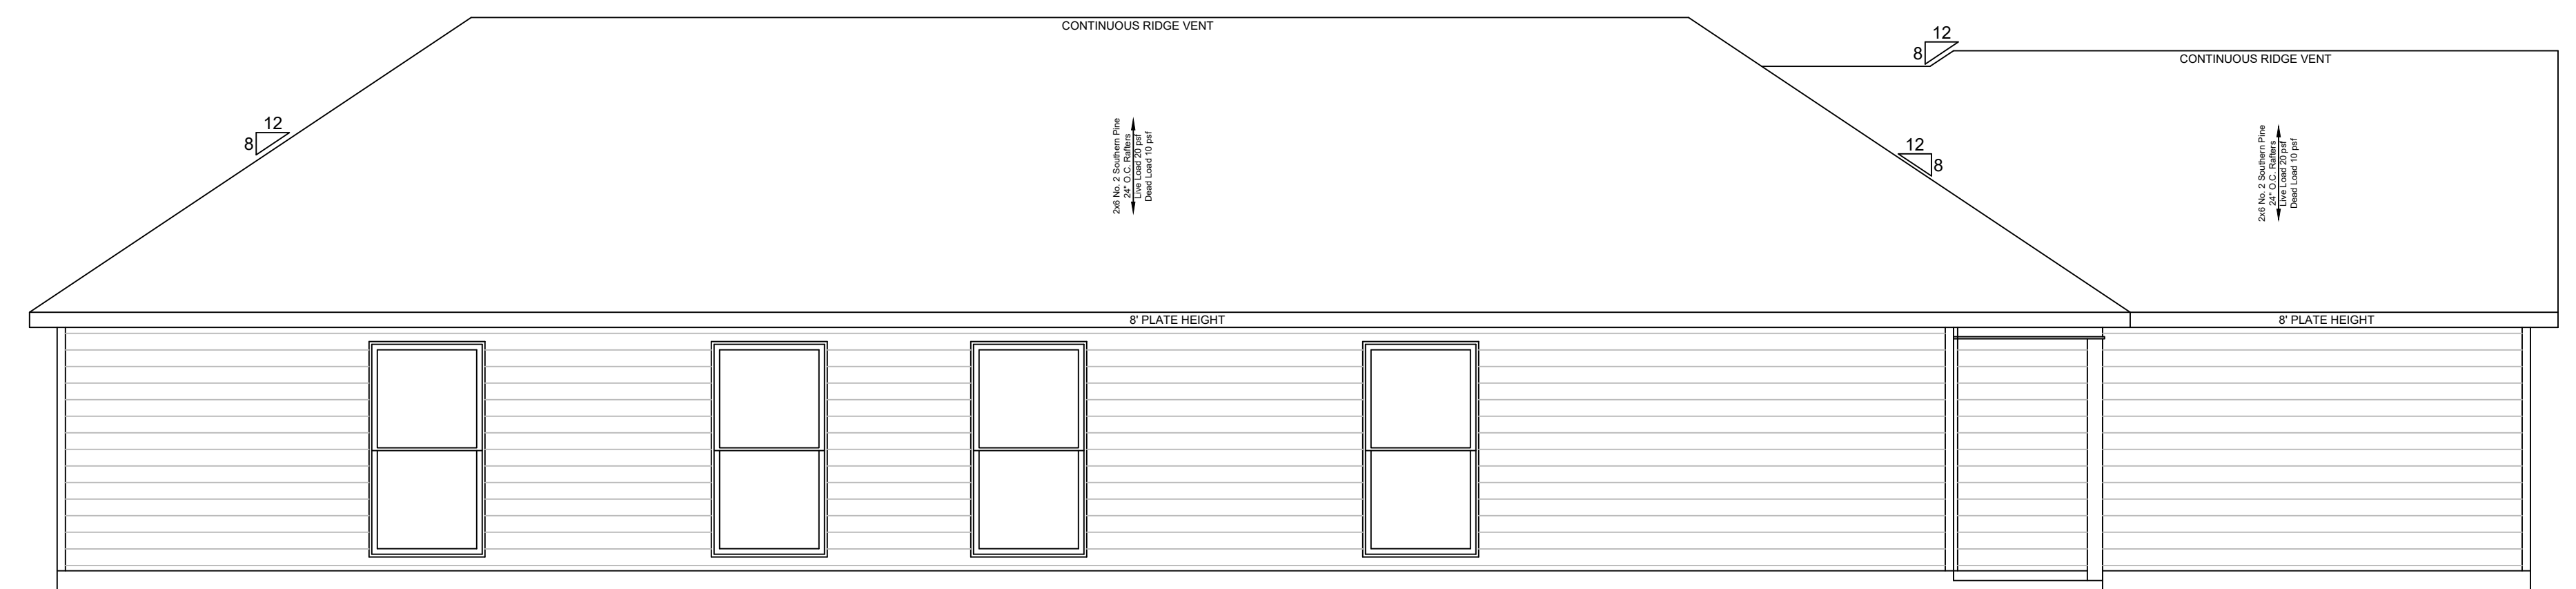 CONTINUOUS RIDGE VENT
12
8
CONTINUOUS RIDGE VENT
12
8
2x6 No. 2 Southern Pine
24" O.C. Rafters
Live Load 20 psf
Dead Load 10 psf
12
8
2x6 No. 2 Southern Pine
24" O.C. Rafters
Live Load 20 psf
Dead Load 10 psf
8' PLATE HEIGHT
8' PLATE HEIGHT